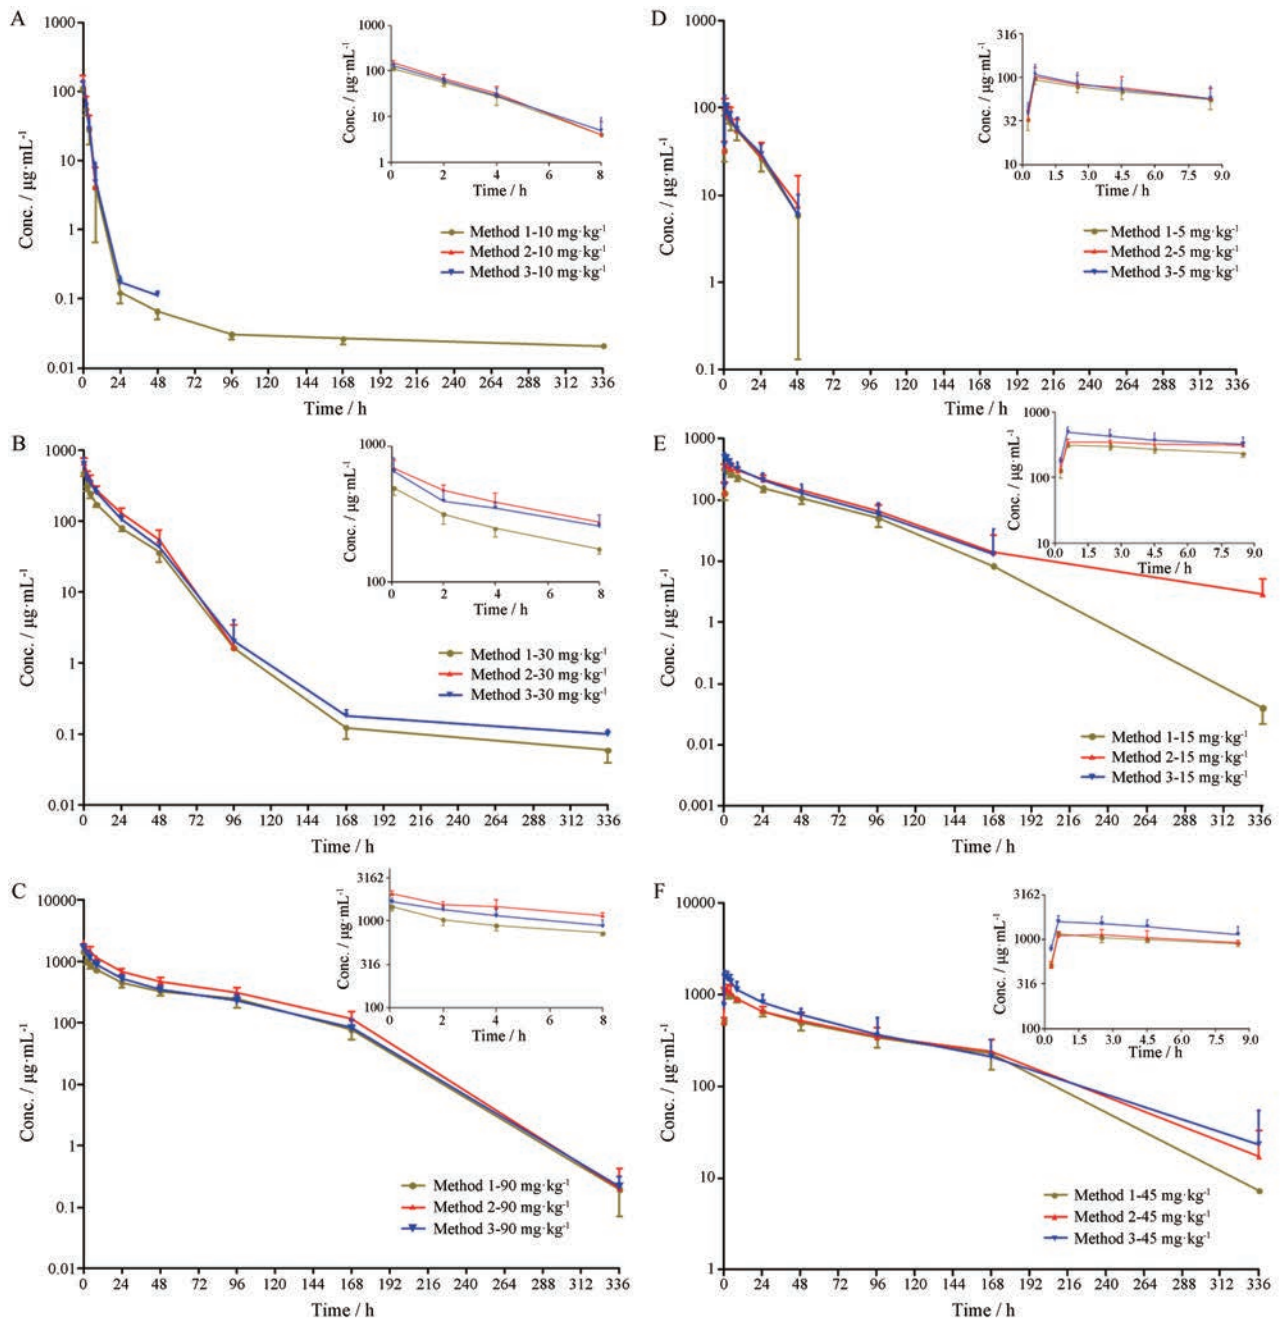 A
Conc. / μg·mL⁻¹
1000
100
10
1
0.1
0.01
0 24 48 72 96 120 144 168 192 216 240 264 288 312 336
Time / h
Conc. / μg·mL⁻¹
1000
100
10
1
0 2 4 6 8
Time / h
Method 1-10 mg·kg⁻¹
Method 2-10 mg·kg⁻¹
Method 3-10 mg·kg⁻¹
D
Conc. / μg·mL⁻¹
1000
100
10
1
0.1
0 24 48 72 96 120 144 168 192 216 240 264 288 312 336
Time / h
Conc. / μg·mL⁻¹
316
100
32
10
0.0 1.5 3.0 4.5 6.0 7.5 9.0
Time / h
Method 1-5 mg·kg⁻¹
Method 2-5 mg·kg⁻¹
Method 3-5 mg·kg⁻¹
B
Conc. / μg·mL⁻¹
1000
100
10
1
0.1
0.01
0 24 48 72 96 120 144 168 192 216 240 264 288 312 336
Time / h
Conc. / μg·mL⁻¹
1000
100
0 2 4 6 8
Time / h
Method 1-30 mg·kg⁻¹
Method 2-30 mg·kg⁻¹
Method 3-30 mg·kg⁻¹
E
Conc. / μg·mL⁻¹
1000
100
10
1
0.1
0.01
0.001
0 24 48 72 96 120 144 168 192 216 240 264 288 312 336
Time / h
Conc. / μg·mL⁻¹
1000
100
10
0.0 1.5 3.0 4.5 6.0 7.5 9.0
Time / h
Method 1-15 mg·kg⁻¹
Method 2-15 mg·kg⁻¹
Method 3-15 mg·kg⁻¹
C
Conc. / μg·mL⁻¹
10000
1000
100
10
1
0.1
0.01
0 24 48 72 96 120 144 168 192 216 240 264 288 312 336
Time / h
Conc. / μg·mL⁻¹
3162
1000
316
100
0 2 4 6 8
Time / h
Method 1-90 mg·kg⁻¹
Method 2-90 mg·kg⁻¹
Method 3-90 mg·kg⁻¹
F
Conc. / μg·mL⁻¹
10000
1000
100
10
1
0 24 48 72 96 120 144 168 192 216 240 264 288 312 336
Time / h
Conc. / μg·mL⁻¹
3162
1000
316
100
0.0 1.5 3.0 4.5 6.0 7.5 9.0
Time / h
Method 1-45 mg·kg⁻¹
Method 2-45 mg·kg⁻¹
Method 3-45 mg·kg⁻¹